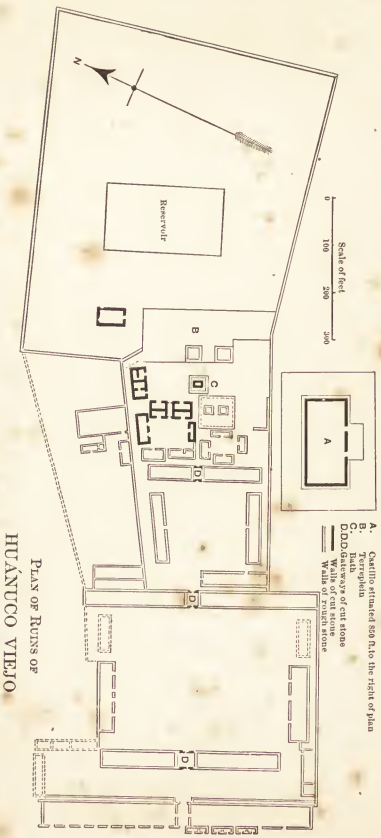 N
Scale of feet
0 100 200 300
Reservoir
A
A. Castillo situated 850 ft. to the right of plan
B. Terreplein
C. Bath
D.D.D. Gateways of cut stone
Walls of cut stone
Walls of rough stone
B
C
D
D
D
PLAN OF RUINS OF
HUÁNUCO VIEJO